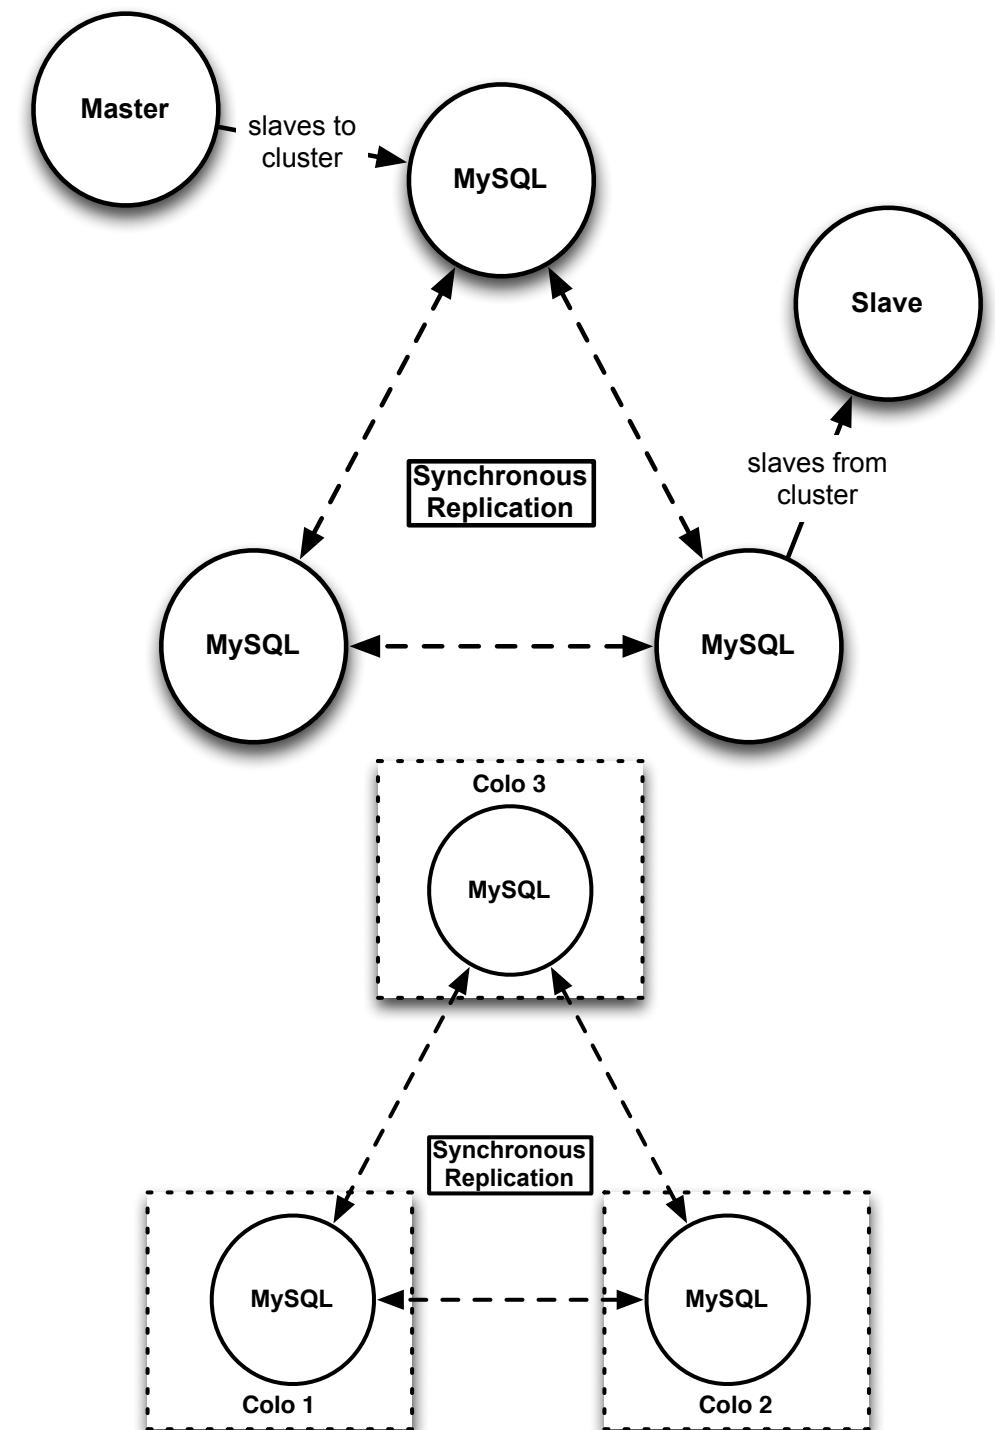 Master
slaves to
cluster
MySQL
Slave
Synchronous
Replication
slaves from
cluster
MySQL
MySQL
Colo 3
MySQL
Synchronous
Replication
MySQL
MySQL
Colo 1
Colo 2